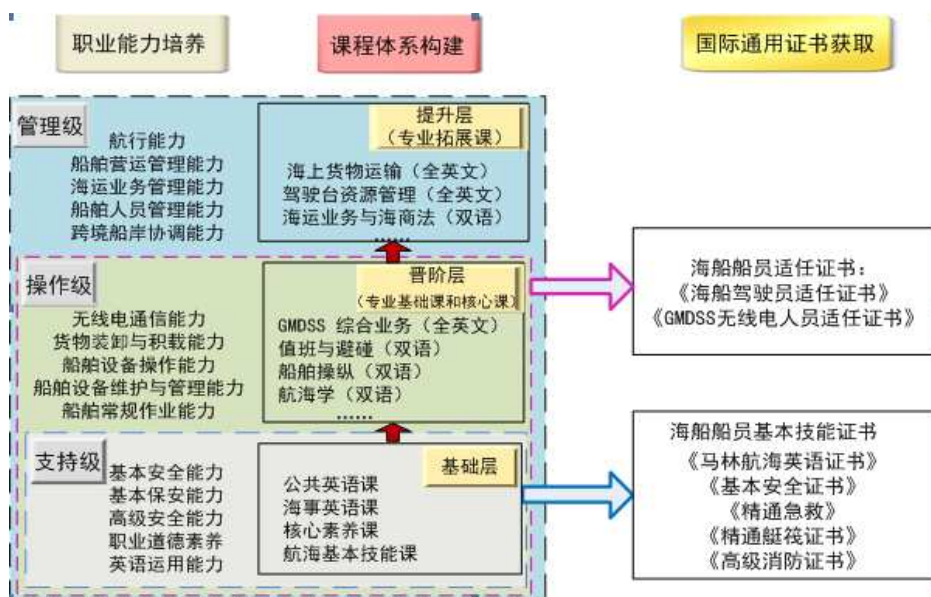 职业能力培养
课程体系构建
国际通用证书获取
管理级
航行能力
船舶营运管理能力
海运业务管理能力
船舶人员管理能力
跨境船岸协调能力
提升层
(专业拓展课)
海上货物运输(全英文)
驾驶台资源管理(全英文)
海运业务与海商法(双语)
......
操作级
无线电通信能力
货物装卸与积载能力
船舶设备操作能力
船舶设备维护与管理能力
船舶常规作业能力
晋阶层
(专业基础课和核心课)
GMDSS 综合业务(全英文)
值班与避碰(双语)
船舶操纵(双语)
航海学(双语)
......
海船船员适任证书:
《海船驾驶员适任证书》
《GMDSS无线电人员适任证书》
支持级
基本安全能力
基本保安能力
高级安全能力
职业道德素养
英语运用能力
基础层
公共英语课
海事英语课
核心素养课
航海基本技能课
海船船员基本技能证书
《马林航海英语证书》
《基本安全证书》
《精通急救》
《精通艇筏证书》
《高级消防证书》